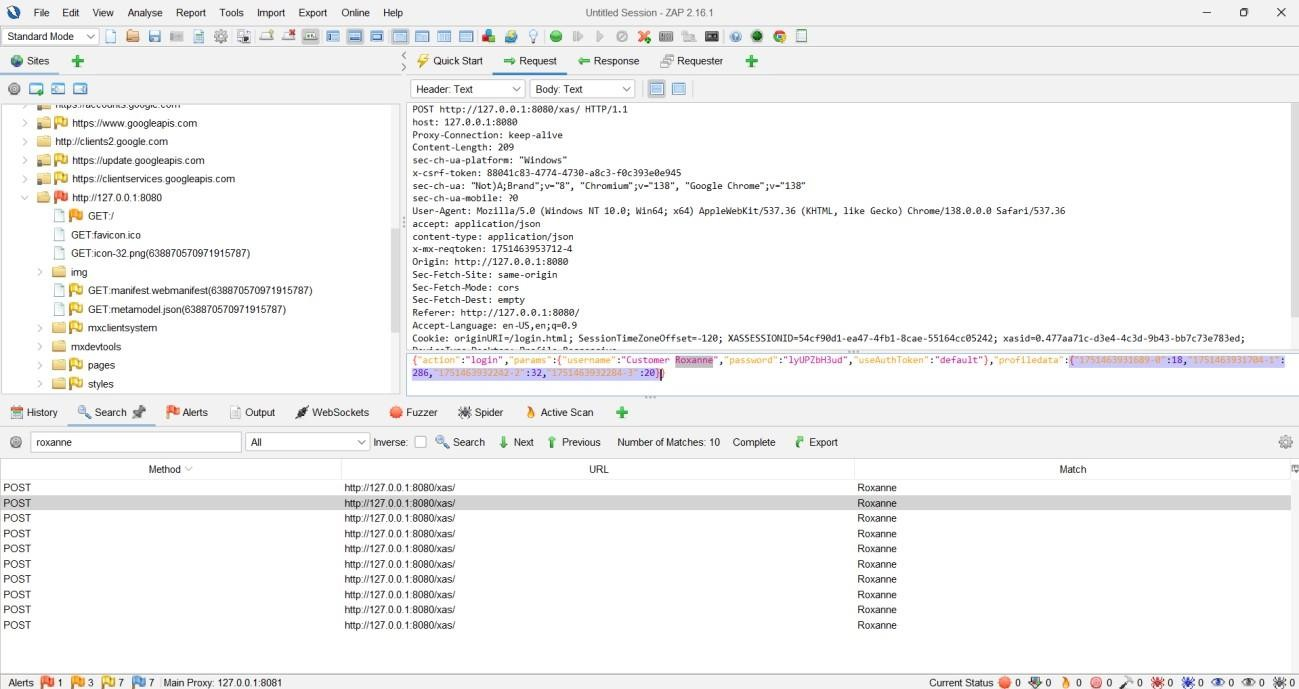 File Edit View Analyse Report Tools Import Export Online Help Untitled Session - ZAP 2.16.1
Standard Mode
Sites
Quick Start Request Response Requester
Header: Text Body: Text
https://accounts.google.com
https://www.googleapis.com
http://clients2.google.com
https://update.googleapis.com
https://clientservices.googleapis.com
http://127.0.0.1:8080
GET:/
GET:favicon.ico
GET:icon-32.png(638870570971915787)
img
GET:manifest.webmanifest(638870570971915787)
GET:metamodel.json(638870570971915787)
mxclientsystem
mxdevtools
pages
styles
POST http://127.0.0.1:8080/xas/ HTTP/1.1
host: 127.0.0.1:8080
Proxy-Connection: keep-alive
Content-Length: 209
sec-ch-ua-platform: "Windows"
x-csrf-token: 88041c83-4774-4730-a8c3-f0c393e0e945
sec-ch-ua: "Not)A;Brand";v="8", "Chromium";v="138", "Google Chrome";v="138"
sec-ch-ua-mobile: ?0
User-Agent: Mozilla/5.0 (Windows NT 10.0; Win64; x64) AppleWebKit/537.36 (KHTML, like Gecko) Chrome/138.0.0.0 Safari/537.36
accept: application/json
content-type: application/json
x-mx-reqtoken: 1751463953712-4
Origin: http://127.0.0.1:8080
Sec-Fetch-Site: same-origin
Sec-Fetch-Mode: cors
Sec-Fetch-Dest: empty
Referer: http://127.0.0.1:8080/
Accept-Language: en-US,en;q=0.9
Cookie: originURI=/login.html; SessionTimeZoneOffset=-120; XASSESSIONID=54cf90d1-ea47-4fb1-8cae-55164cc05242; xasid=0.477aa71c-d3e4-4c3d-9b43-bb7c73e783ed;
DeviceType=Desktop; Profile=Responsive
{"action":"login","params":{"username":"Customer Roxanne","password":"lyUPZbH3ud","useAuthToken":"default"},"profiledata":{"1751463931689-0":18,"1751463931704-1":
286,"1751463932242-2":32,"1751463932284-3":20}}
History Search Alerts Output WebSockets Fuzzer Spider Active Scan
roxanne All Inverse: Search Next Previous Number of Matches: 10 Complete Export
Method URL Match
POST http://127.0.0.1:8080/xas/ Roxanne
POST http://127.0.0.1:8080/xas/ Roxanne
POST http://127.0.0.1:8080/xas/ Roxanne
POST http://127.0.0.1:8080/xas/ Roxanne
POST http://127.0.0.1:8080/xas/ Roxanne
POST http://127.0.0.1:8080/xas/ Roxanne
POST http://127.0.0.1:8080/xas/ Roxanne
POST http://127.0.0.1:8080/xas/ Roxanne
POST http://127.0.0.1:8080/xas/ Roxanne
POST http://127.0.0.1:8080/xas/ Roxanne
Alerts 1 3 7 7 Main Proxy: 127.0.0.1:8081 Current Status 0 0 0 0 0 0 0 0 0 0